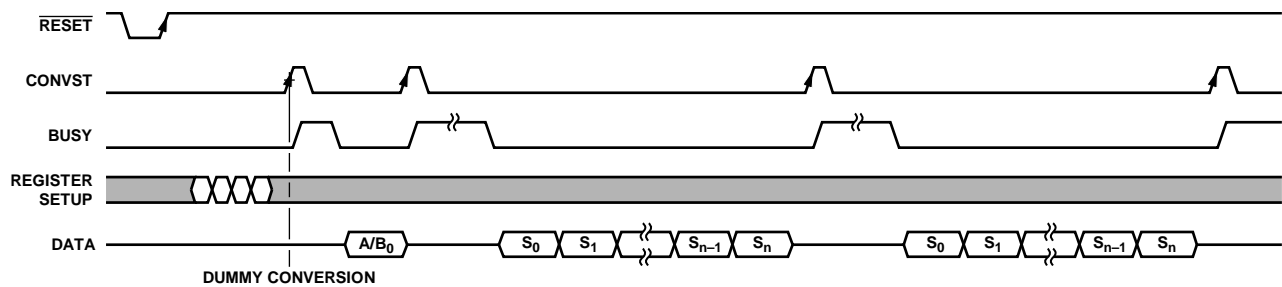 RESET
CONVST
BUSY
REGISTER
SETUP
DATA
A/B₀
S₀ S₁ Sₙ₋₁ Sₙ
S₀ S₁ Sₙ₋₁ Sₙ
DUMMY CONVERSION